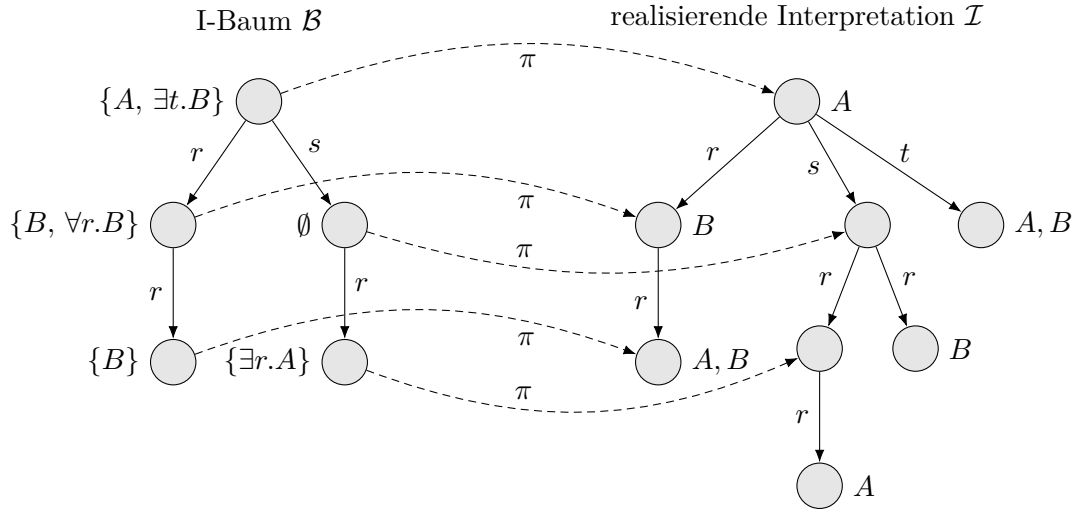 I-Baum ℬ
realisierende Interpretation ℐ
π
{A, ∃t.B}
A
r
s
r
s
t
π
{B, ∀r.B}
∅
B
A, B
π
r
r
r
r
r
π
{B}
{∃r.A}
A, B
B
π
r
A